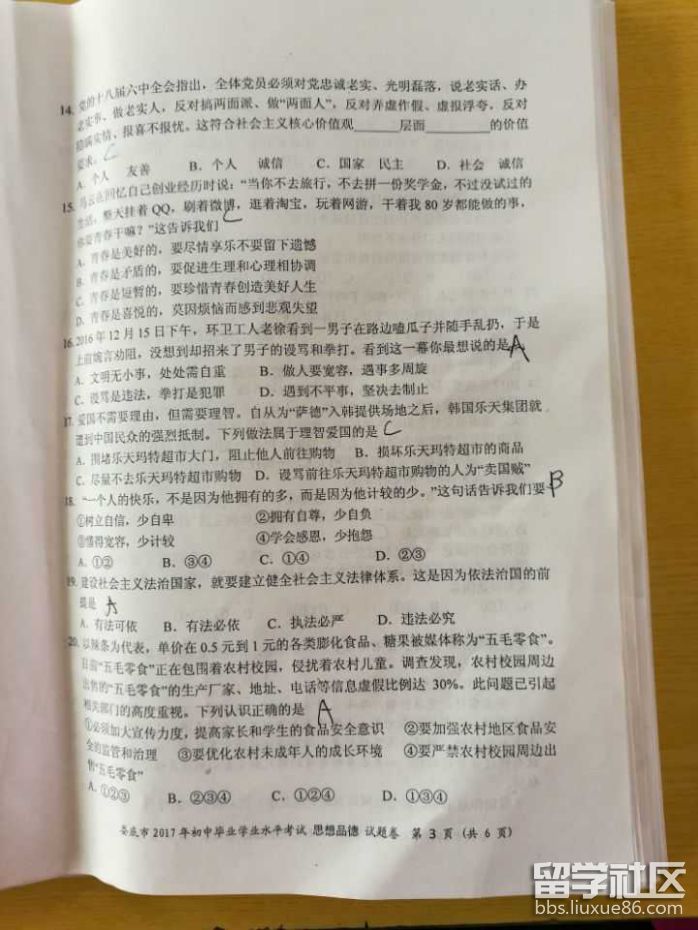 14. 党的十八届六中全会指出，全体党员必须对党忠诚老实、光明磊落，说老实话、办
老实事、做老实人，反对搞两面派、做“两面人”，反对弄虚作假、虚报浮夸，反对
隐瞒实情、报喜不报忧。这符合社会主义核心价值观______层面________的价值
要求。C
A. 个人　友善　B. 个人　诚信　C. 国家　民主　D. 社会　诚信
15. 马云在回忆自己创业经历时说：“当你不去旅行，不去拼一份奖学金，不过没试过的
生活，整天挂着 QQ，刷着微博，逛着淘宝，玩着网游，干着我 80 岁都能做的事，
你要青春干嘛？”这告诉我们 C
A. 青春是美好的，要尽情享乐不要留下遗憾
B. 青春是矛盾的，要促进生理和心理相协调
C. 青春是短暂的，要珍惜青春创造美好人生
D. 青春是喜悦的，莫因烦恼而感到悲观失望
16. 2016 年 12 月 15 日下午，环卫工人老徐看到一男子在路边嗑瓜子并随手乱扔，于是
上前婉言劝阻，没想到却招来了男子的谩骂和拳打。看到这一幕你最想说的是 A
A. 文明无小事，处处需自重　B. 做人要宽容，遇事多周旋
C. 谩骂是违法，拳打是犯罪　D. 遇到不平事，坚决去制止
17. 爱国不需要理由，但需要理智。自从为“萨德”入韩提供场地之后，韩国乐天集团就
遭到中国民众的强烈抵制。下列做法属于理智爱国的是 C
A. 围堵乐天玛特超市大门，阻止他人前往购物　B. 损坏乐天玛特超市的商品
C. 尽量不去乐天玛特超市购物　D. 谩骂前往乐天玛特超市购物的人为“卖国贼”
18. “一个人的快乐，不是因为他拥有的多，而是因为他计较的少。”这句话告诉我们要 B
①树立自信，少自卑　②拥有自尊，少自负
③懂得宽容，少计较　④学会感恩，少抱怨
A. ①②　B. ③④　C. ①④　D. ②③
19. 建设社会主义法治国家，就要建立健全社会主义法律体系。这是因为依法治国的前
提是 A
A. 有法可依　B. 有法必依　C. 执法必严　D. 违法必究
20. 以辣条为代表，单价在 0.5 元到 1 元的各类膨化食品、糖果被媒体称为“五毛零食”。
目前“五毛零食”正在包围着农村校园，侵扰着农村儿童。调查发现，农村校园周边
出售的“五毛零食”的生产厂家、地址、电话等信息虚假比例达 30%。此问题已引起
相关部门的高度重视。下列认识正确的是 A
①必须加大宣传力度，提高家长和学生的食品安全意识　②要加强农村地区食品安
全的监管和治理　③要优化农村未成年人的成长环境　④要严禁农村校园周边出
售“五毛零食”
A. ①②③　B. ②③④　C. ①②④　D. ①③④
娄底市 2017 年初中毕业学业水平考试 思想品德 试题卷　第 3 页（共 6 页）
留学社区
bbs.liuxue86.com